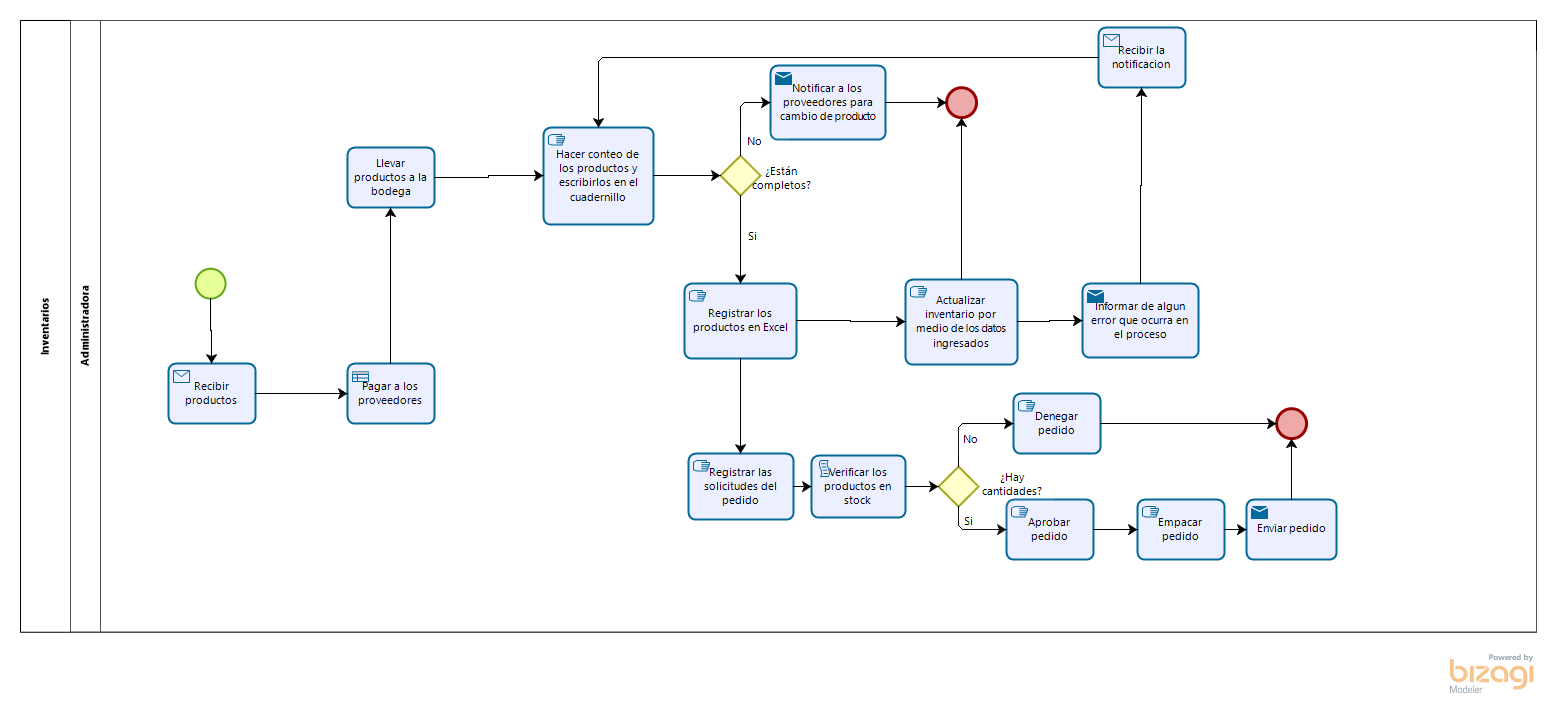 Inventarios
Administradora
Recibir
productos
Pagar a los
proveedores
Llevar
productos a la
bodega
Hacer conteo de
los productos y
escribirlos en el
cuadernillo
¿Están
completos?
No
Notificar a los
proveedores para
cambio de producto
Si
Registrar los
productos en Excel
Actualizar
inventario por
medio de los datos
ingresados
Informar de algun
error que ocurra en
el proceso
Recibir la
notificacion
Registrar las
solicitudes del
pedido
Verificar los
productos en
stock
¿Hay
cantidades?
No
Denegar
pedido
Si
Aprobar
pedido
Empacar
pedido
Enviar pedido
Powered by
bizagi
Modeler